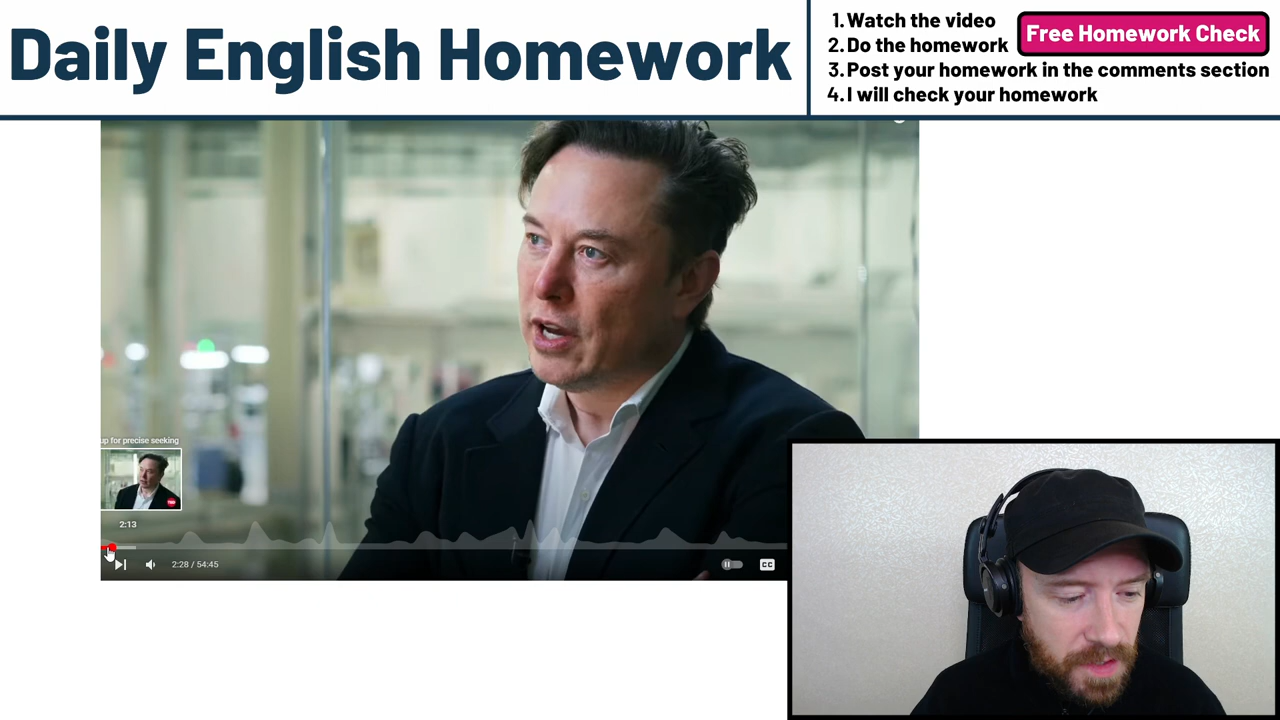 Daily English Homework
1. Watch the video
2. Do the homework
3. Post your homework in the comments section
4. I will check your homework
Free Homework Check
up for precise seeking
2:13
2:28 / 54:45
CC